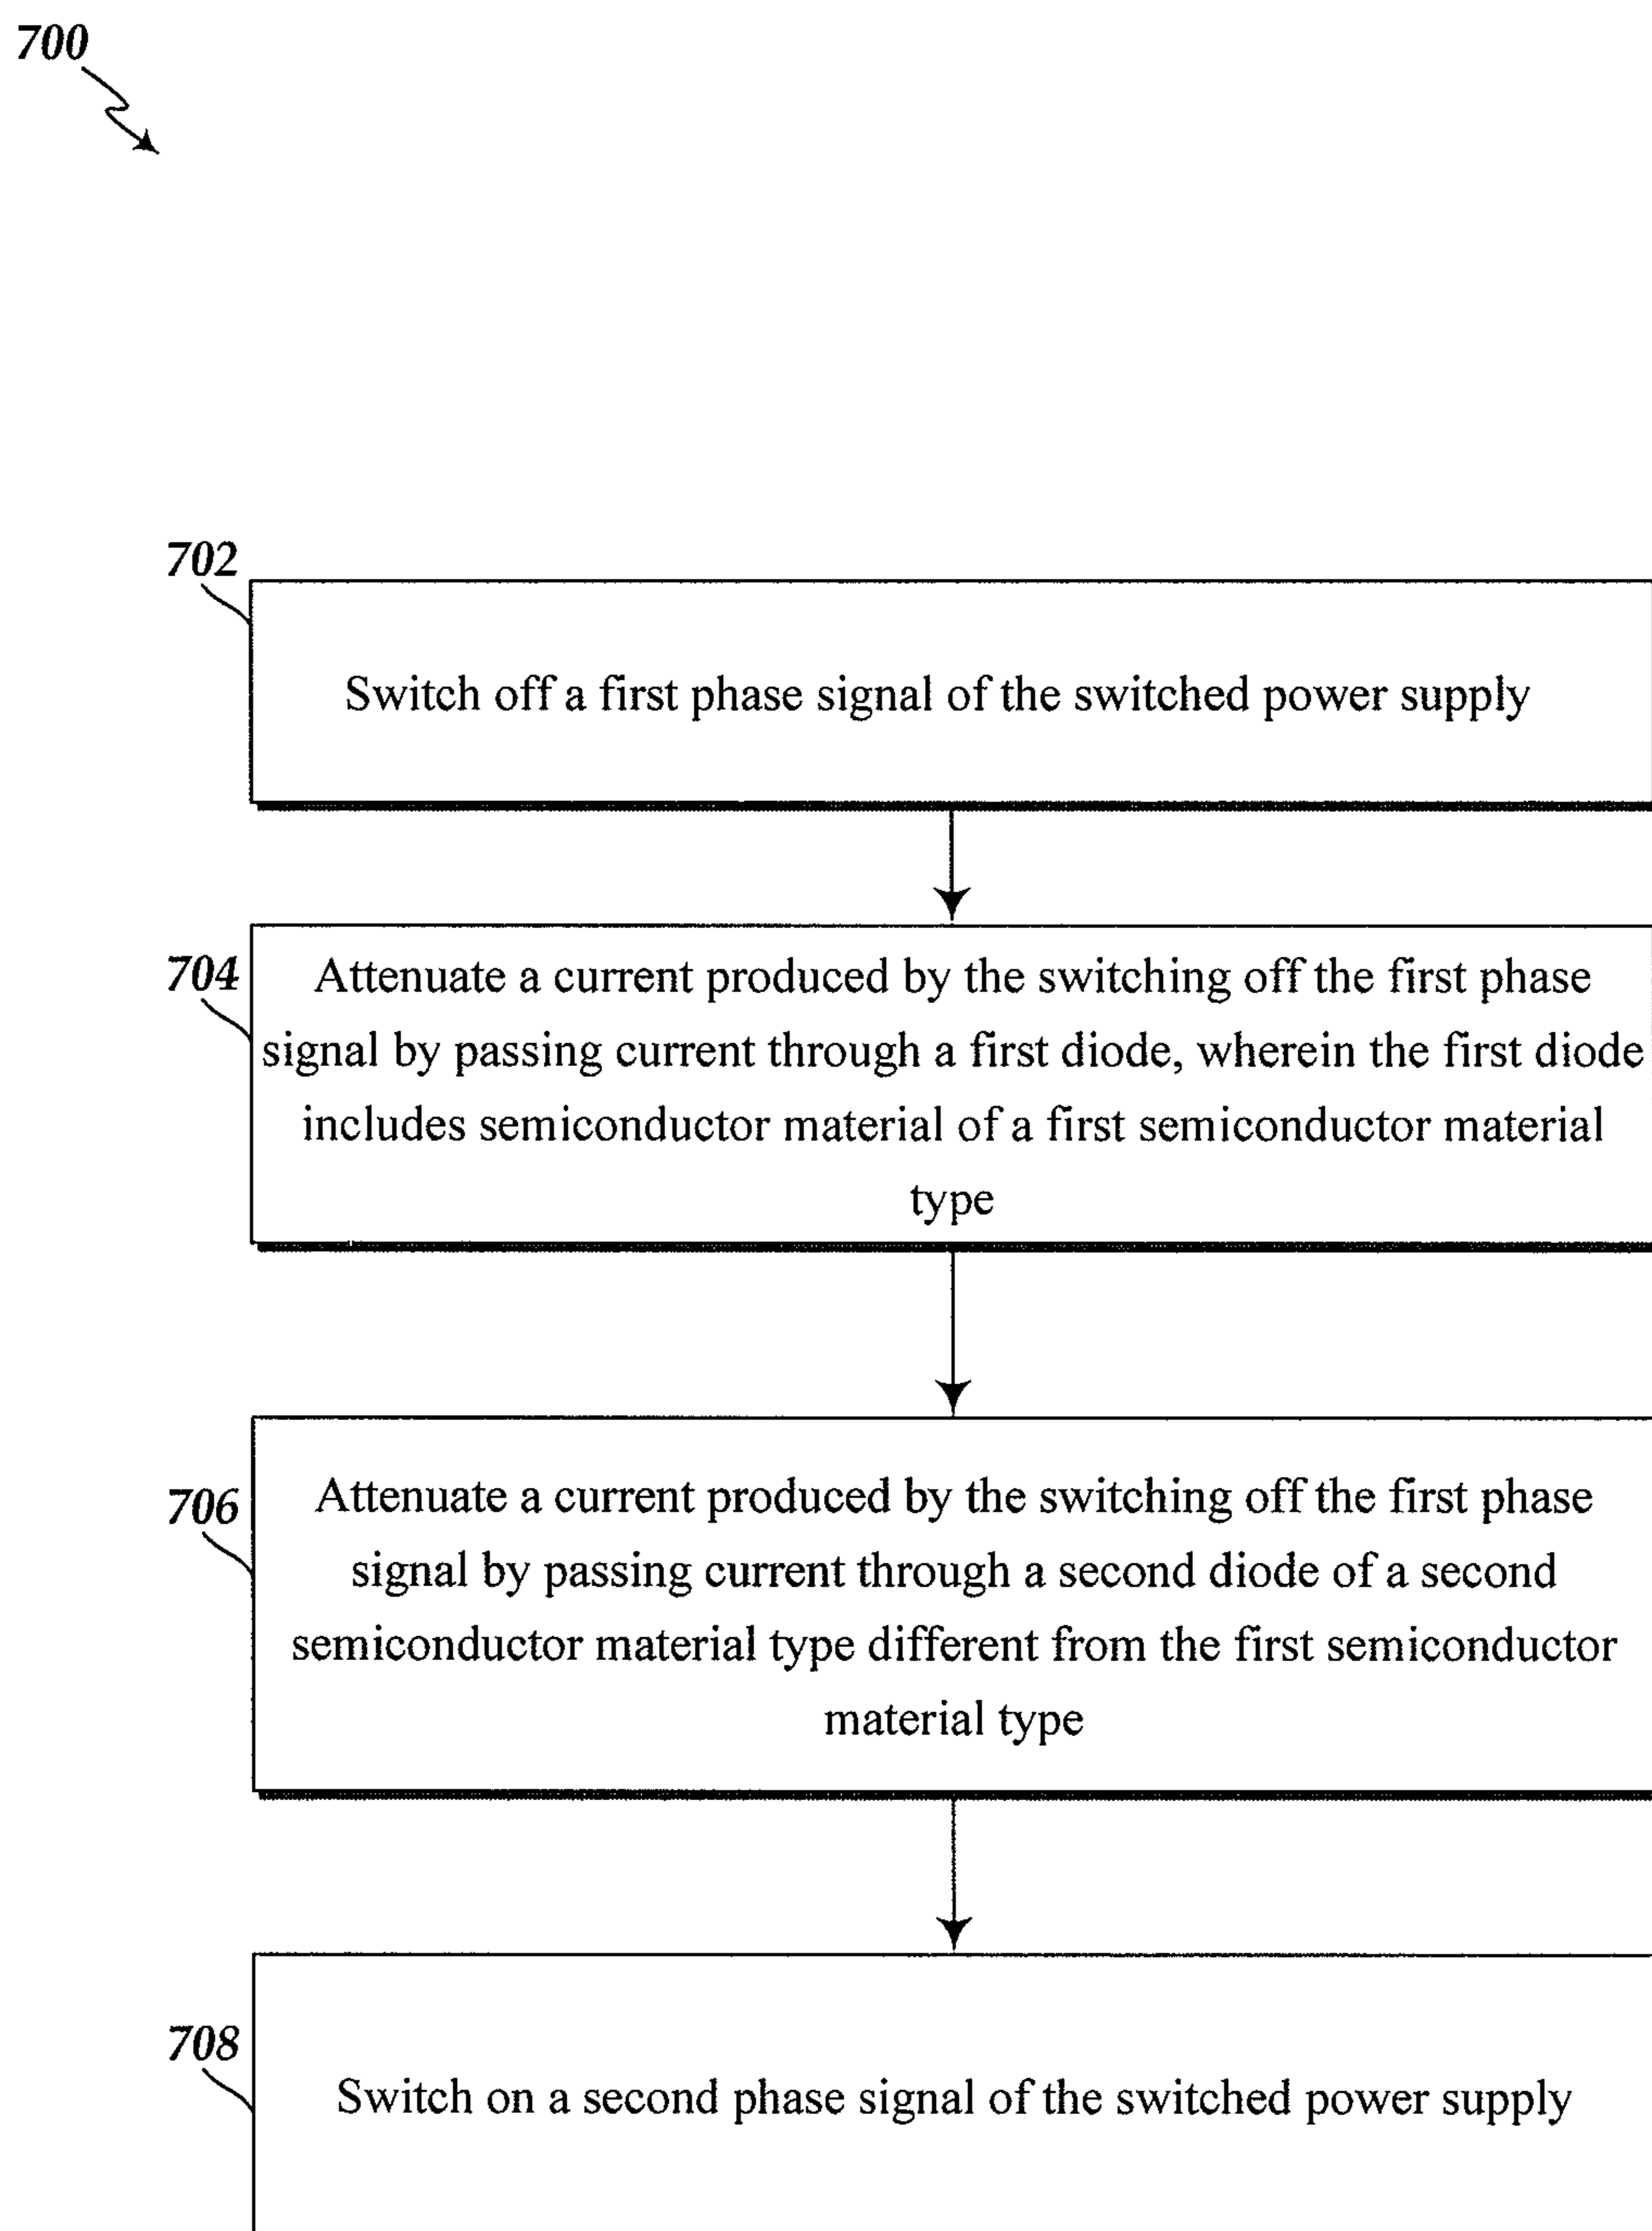 700
702
Switch off a first phase signal of the switched power supply
704
Attenuate a current produced by the switching off the first phase
signal by passing current through a first diode, wherein the first diode
includes semiconductor material of a first semiconductor material
type
706
Attenuate a current produced by the switching off the first phase
signal by passing current through a second diode of a second
semiconductor material type different from the first semiconductor
material type
708
Switch on a second phase signal of the switched power supply